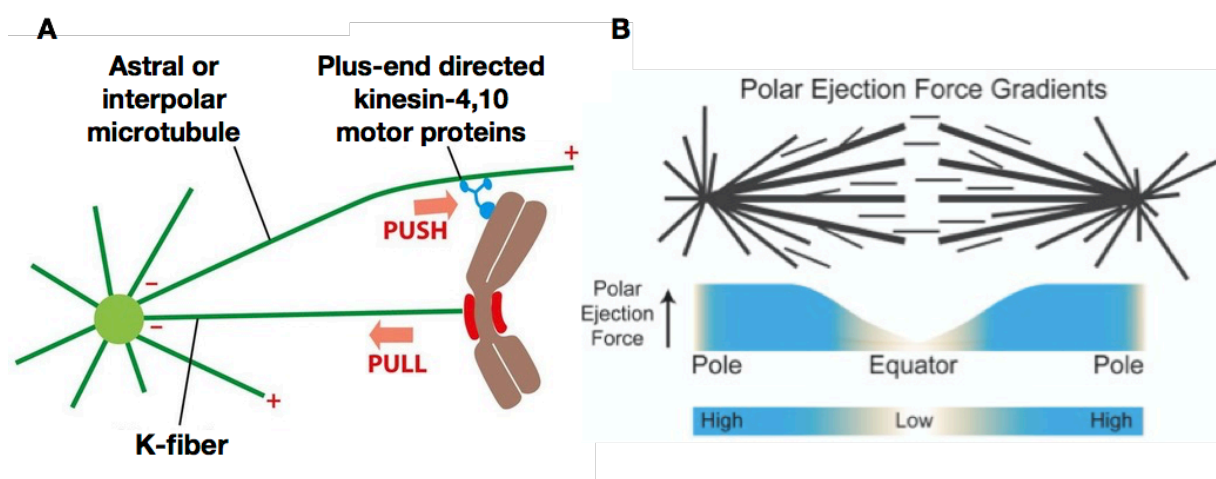 A
Astral or
interpolar
microtubule
Plus-end directed
kinesin-4,10
motor proteins
+
PUSH
−
−
PULL
+
K-fiber
B
Polar Ejection Force Gradients
Polar
Ejection
Force
Pole Equator Pole
High Low High